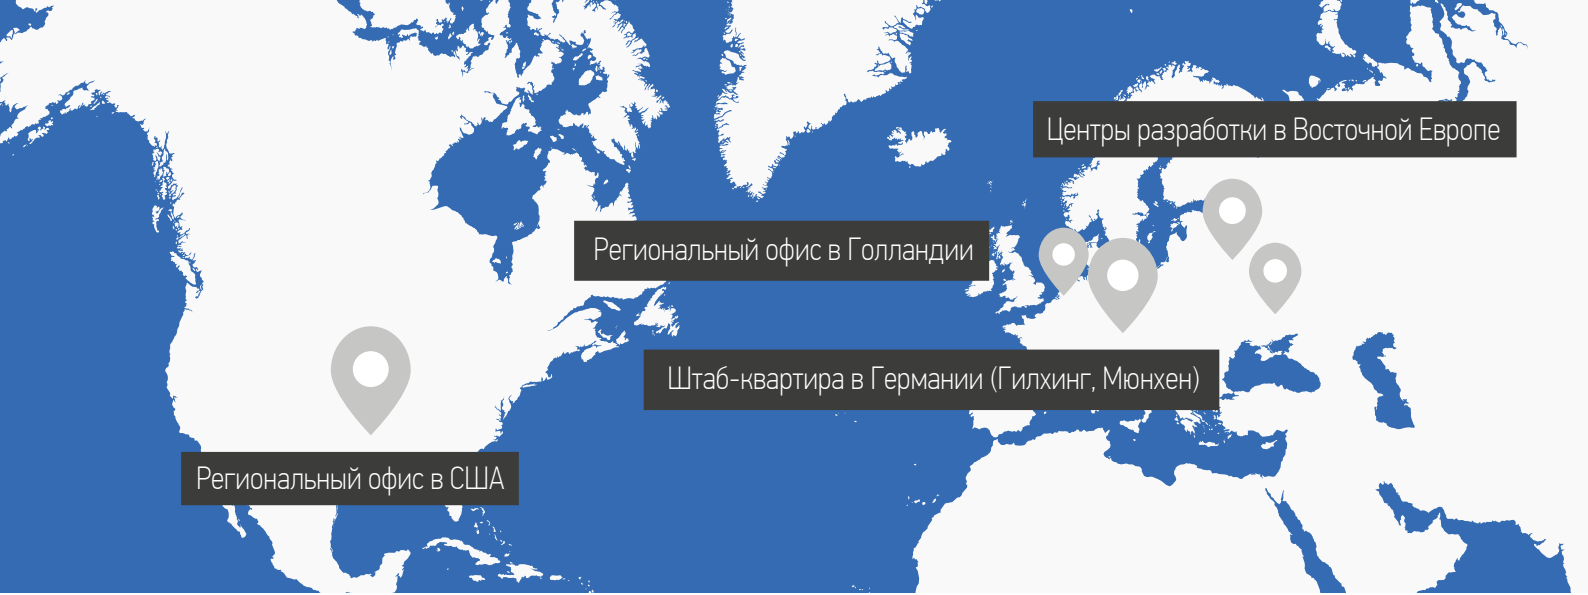 Центры разработки в Восточной Европе
Региональный офис в Голландии
Штаб-квартира в Германии (Гилхинг, Мюнхен)
Региональный офис в США